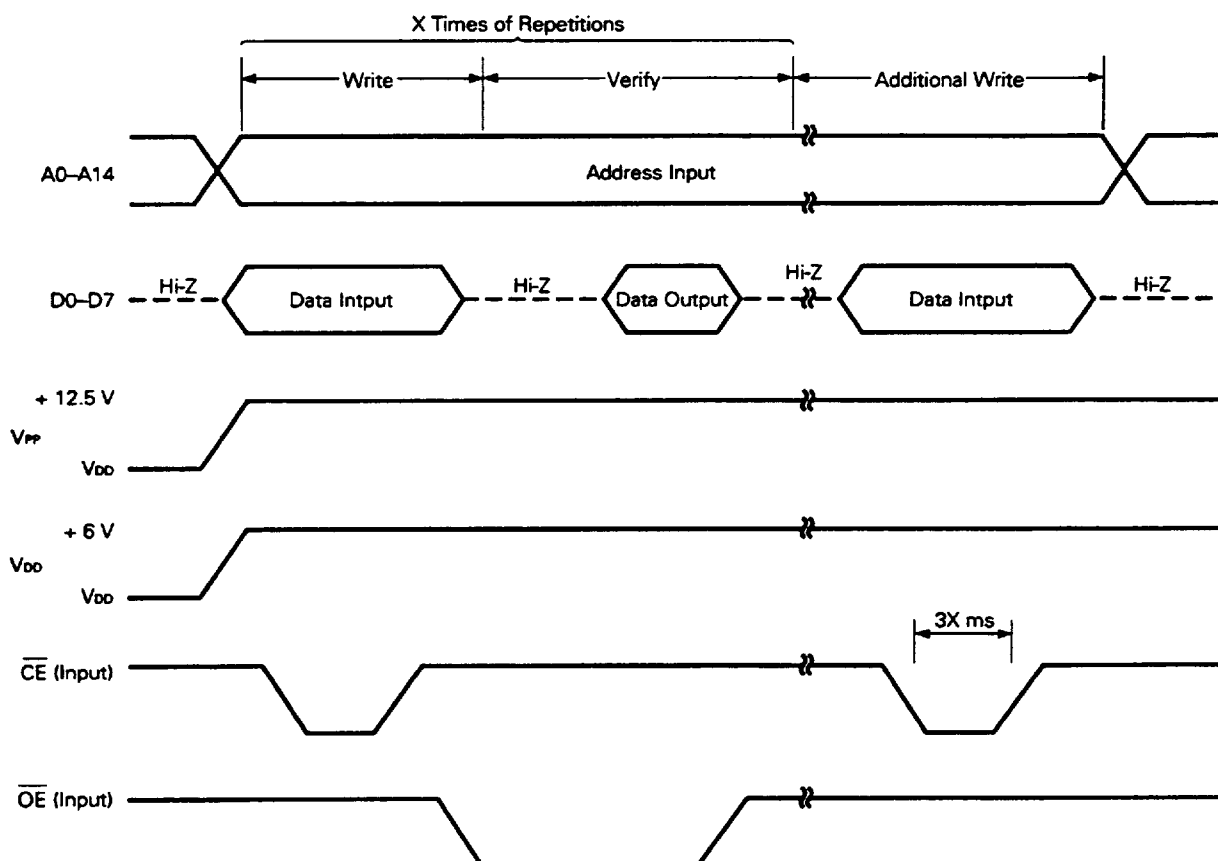 X Times of Repetitions
Write
Verify
Additional Write
A0–A14
Address Input
D0–D7
Hi-Z
Data Intput
Hi-Z
Data Output
Hi-Z
Data Intput
Hi-Z
+ 12.5 V
VPP
VDD
+ 6 V
VDD
VDD
3X ms
CE (Input)
OE (Input)